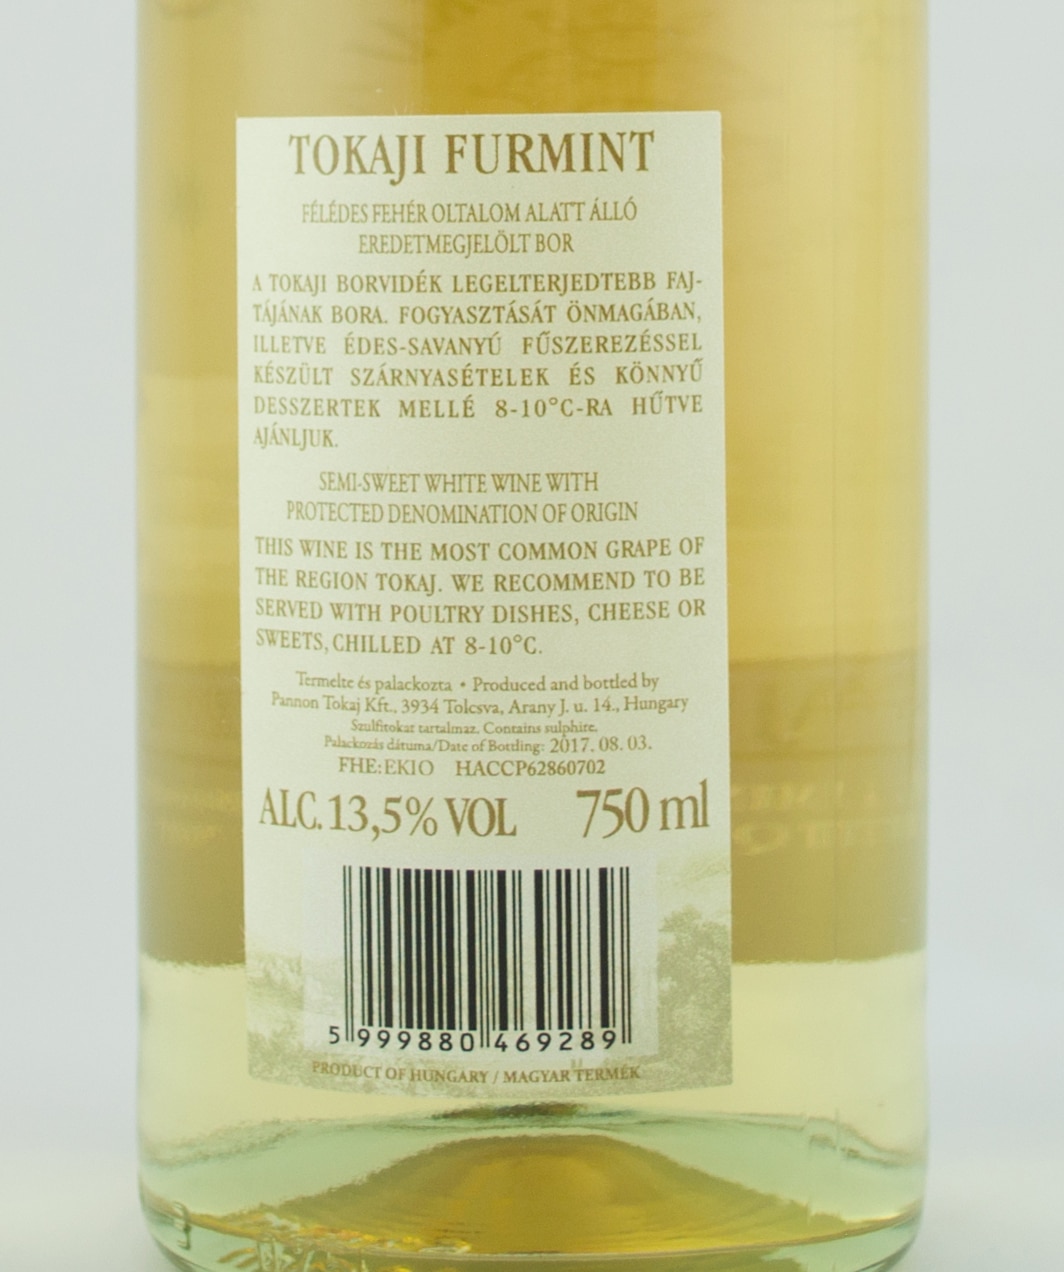 TOKAJI FURMINT
FÉLÉDES FEHÉR OLTALOM ALATT ÁLLÓ
EREDETMEGJELÖLT BOR
A TOKAJI BORVIDÉK LEGELTERJEDTEBB FAJ-
TÁJÁNAK BORA. FOGYASZTÁSÁT ÖNMAGÁBAN,
ILLETVE ÉDES-SAVANYÚ FŰSZEREZÉSSEL
KÉSZÜLT SZÁRNYASÉTELEK ÉS KÖNNYŰ
DESSZERTEK MELLÉ 8-10°C-RA HŰTVE
AJÁNLJUK.
SEMI-SWEET WHITE WINE WITH
PROTECTED DENOMINATION OF ORIGIN
THIS WINE IS THE MOST COMMON GRAPE OF
THE REGION TOKAJ. WE RECOMMEND TO BE
SERVED WITH POULTRY DISHES, CHEESE OR
SWEETS, CHILLED AT 8-10°C.
Termelte és palackozta • Produced and bottled by
Pannon Tokaj Kft., 3934 Tolcsva, Arany J. u. 14., Hungary
Szulfitokat tartalmaz. Contains sulphite.
Palackozás dátuma/Date of Bottling: 2017. 08. 03.
FHE: EKIO HACCP62860702
ALC. 13,5% VOL 750 ml
5 999880 469289
PRODUCT OF HUNGARY / MAGYAR TERMÉK